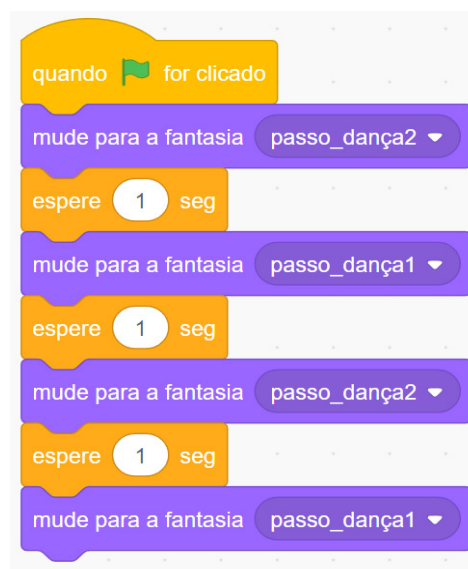 quando for clicado
mude para a fantasia passo_dança2
espere 1 seg
mude para a fantasia passo_dança1
espere 1 seg
mude para a fantasia passo_dança2
espere 1 seg
mude para a fantasia passo_dança1